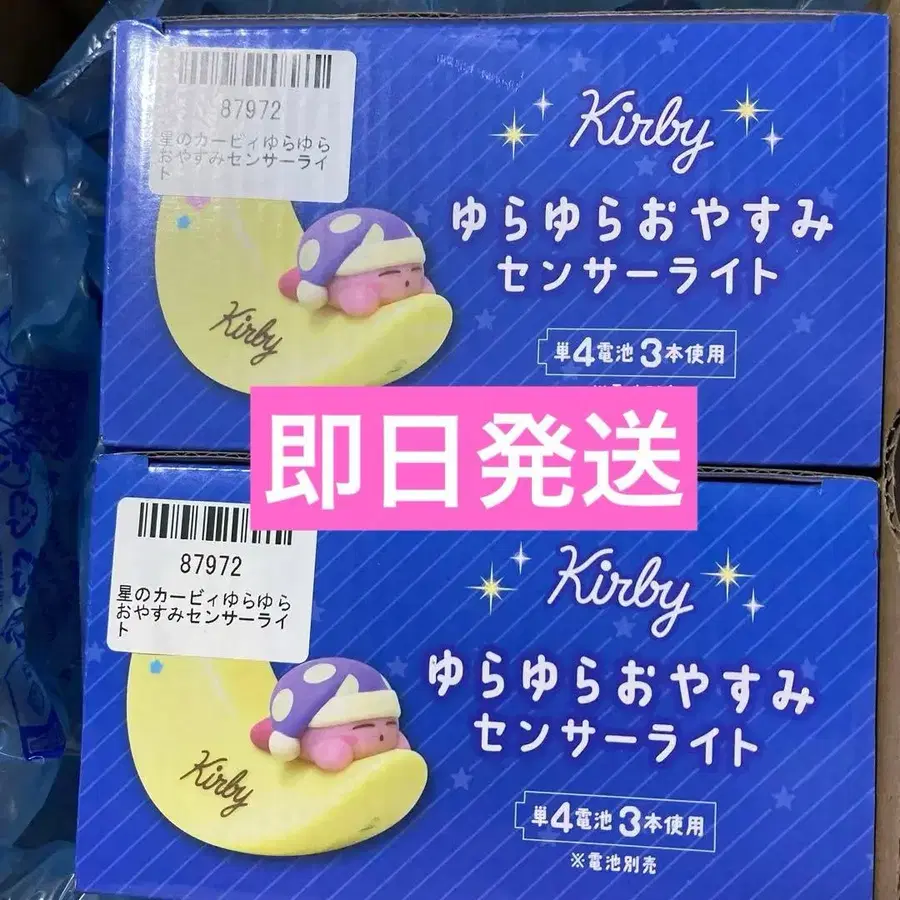 87972
星のカービィゆらゆら
おやすみセンサーライ
ト
Kirby
ゆらゆらおやすみ
センサーライト
Kirby
単4電池3本使用
即日発送
87972
星のカービィゆらゆら
おやすみセンサーライ
ト
Kirby
ゆらゆらおやすみ
センサーライト
Kirby
単4電池3本使用
※電池別売